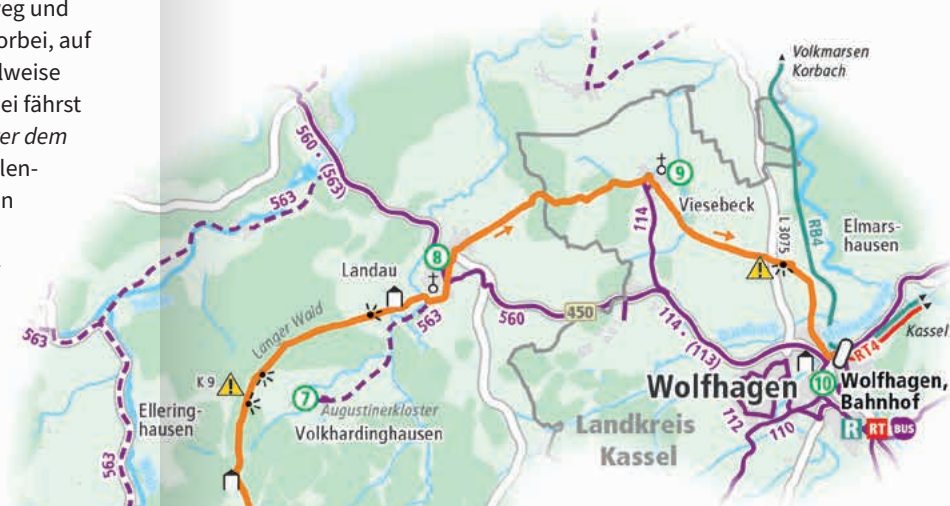 eg und
orbei, auf
lweise
ei fährst
er dem
len-
n
Volkmarsen
Korbach
560 · (563)
563
9
Viesebeck
114
L 3075
RB4
Elmars-
hausen
8
Landau
563
560
450
Langer Wald
563
K 9
7
Augustinerkloster
Volkhardinghausen
Ellering-
hausen
563
114 · (113)
Kassel
RT4
Wolfhagen
10
Wolfhagen,
Bahnhof
R RT BUS
112
110
Landkreis
Kassel